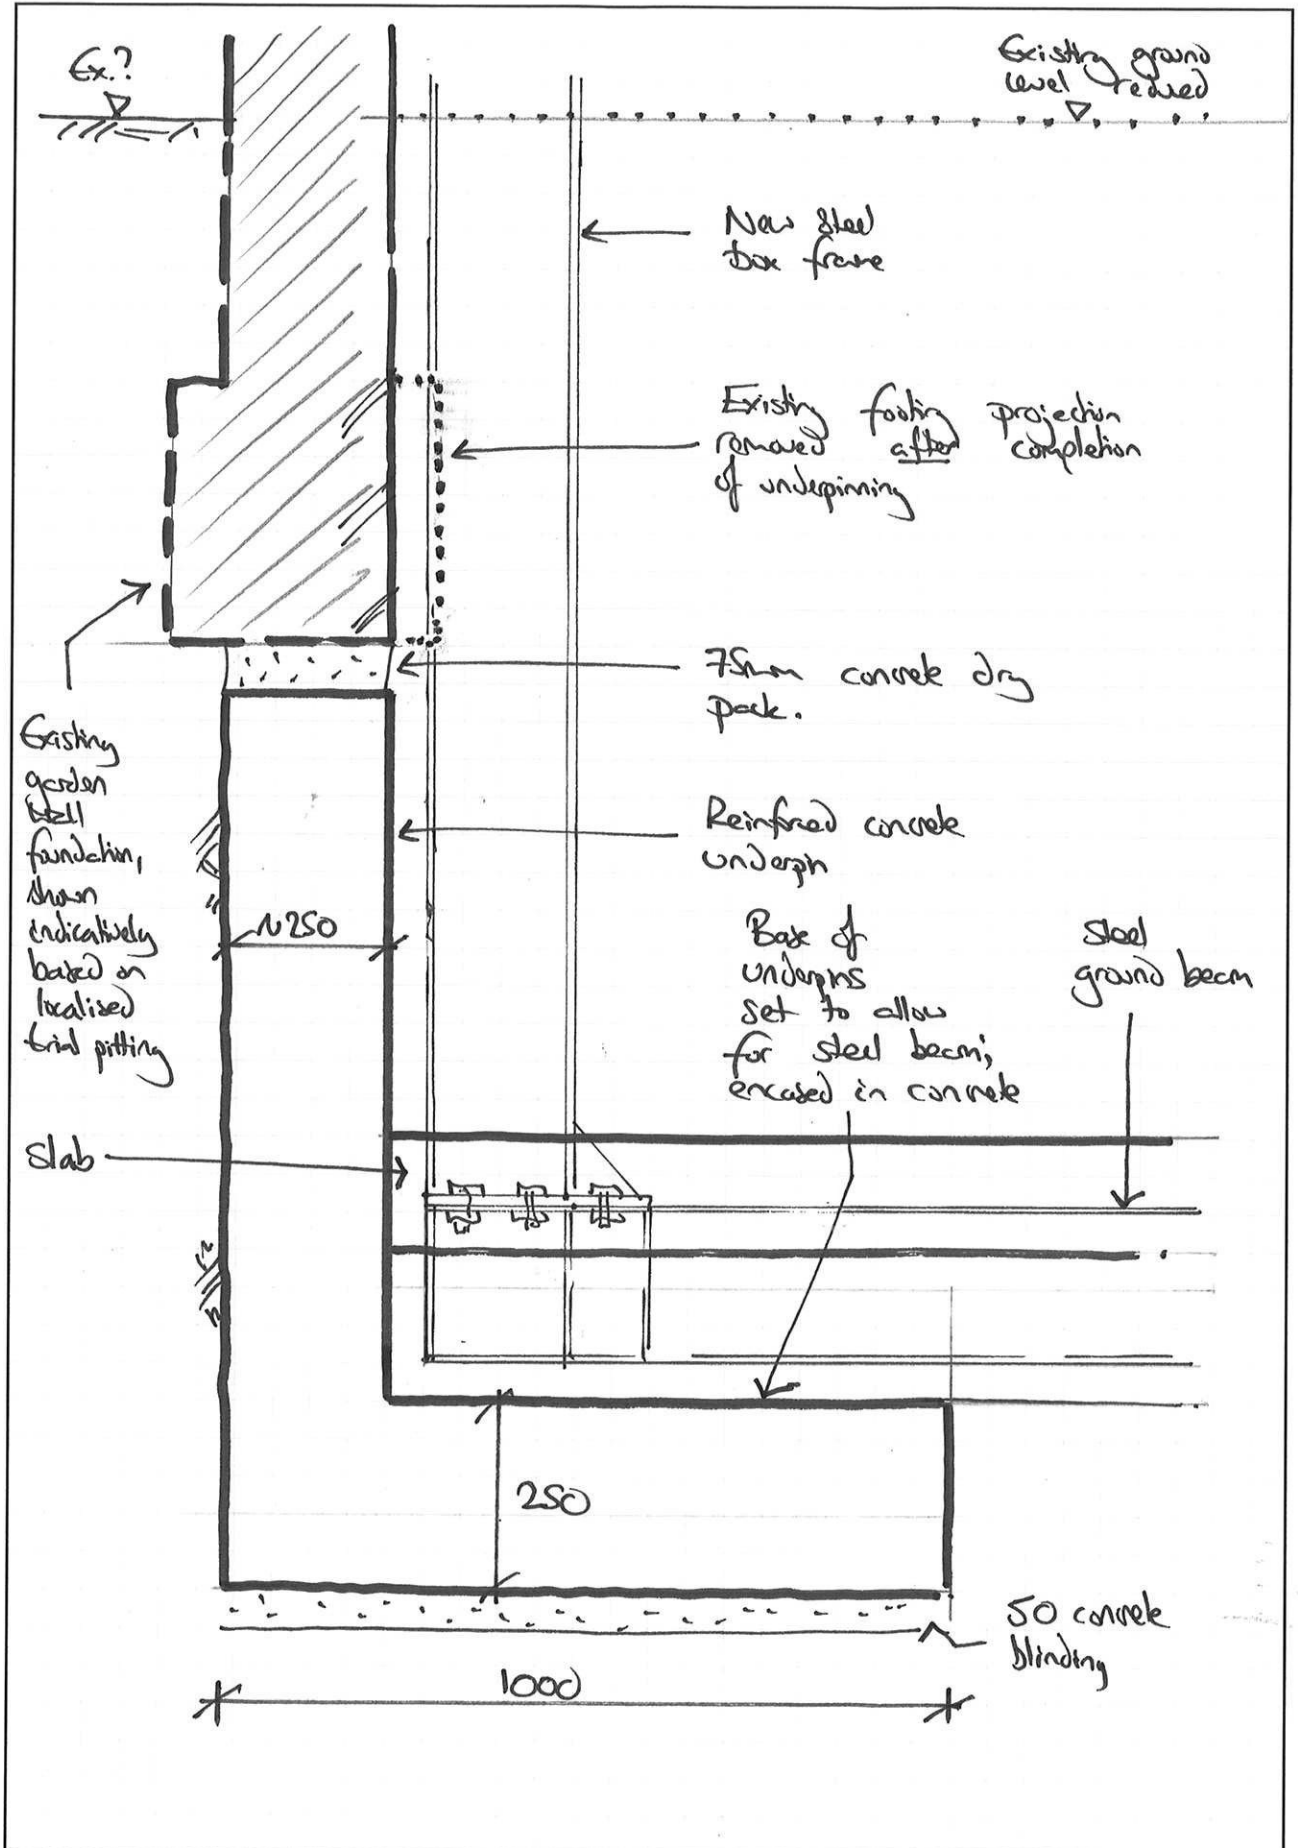 Ex.?
Existing ground
level reduced
New steel
box frame
Existing footing projection
removed after completion
of underpinning
75mm concrete dry
pack.
Existing
garden
wall
foundation,
shown
indicatively
based on
localised
trial pitting
Reinforced concrete
underpin
~250
Base of
underpins
set to allow
for steel beam;
encased in concrete
Steel
ground beam
Slab
250
50 concrete
blinding
1000